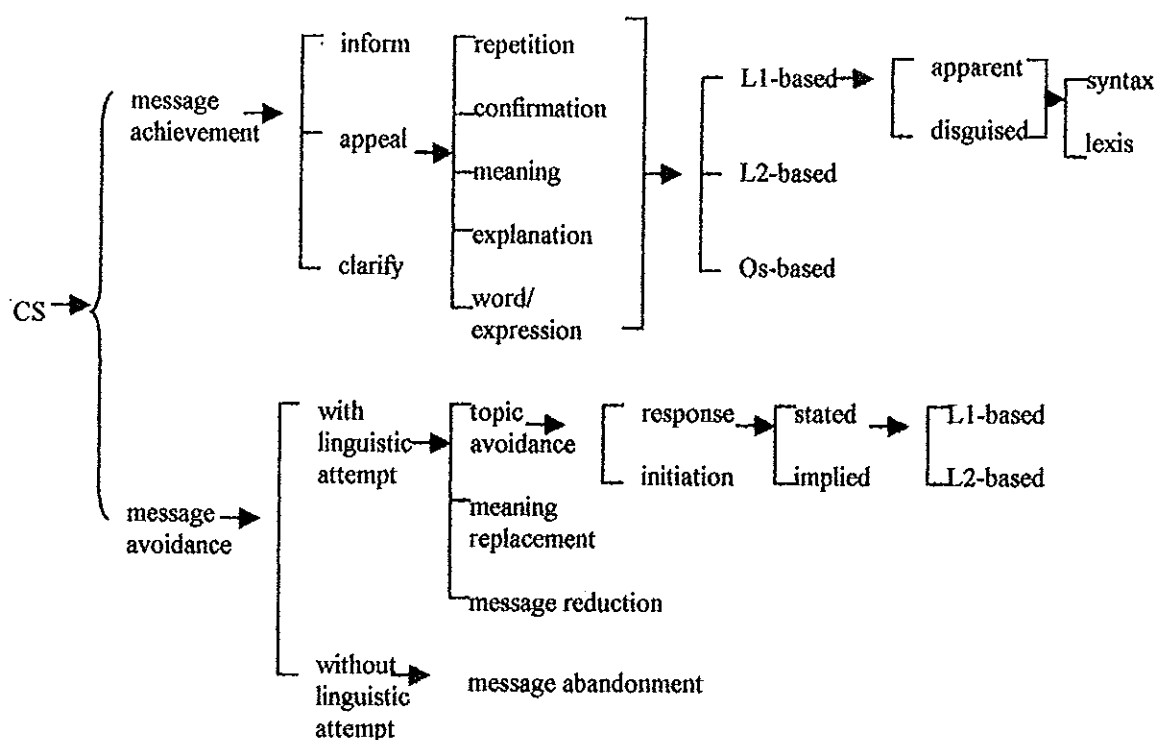 CS
message
achievement
inform
appeal
clarify
repetition
confirmation
meaning
explanation
word/
expression
L1-based
L2-based
Os-based
apparent
disguised
syntax
lexis
message
avoidance
with
linguistic
attempt
topic
avoidance
response
initiation
stated
implied
L1-based
L2-based
meaning
replacement
message reduction
without
linguistic
attempt
message abandonment